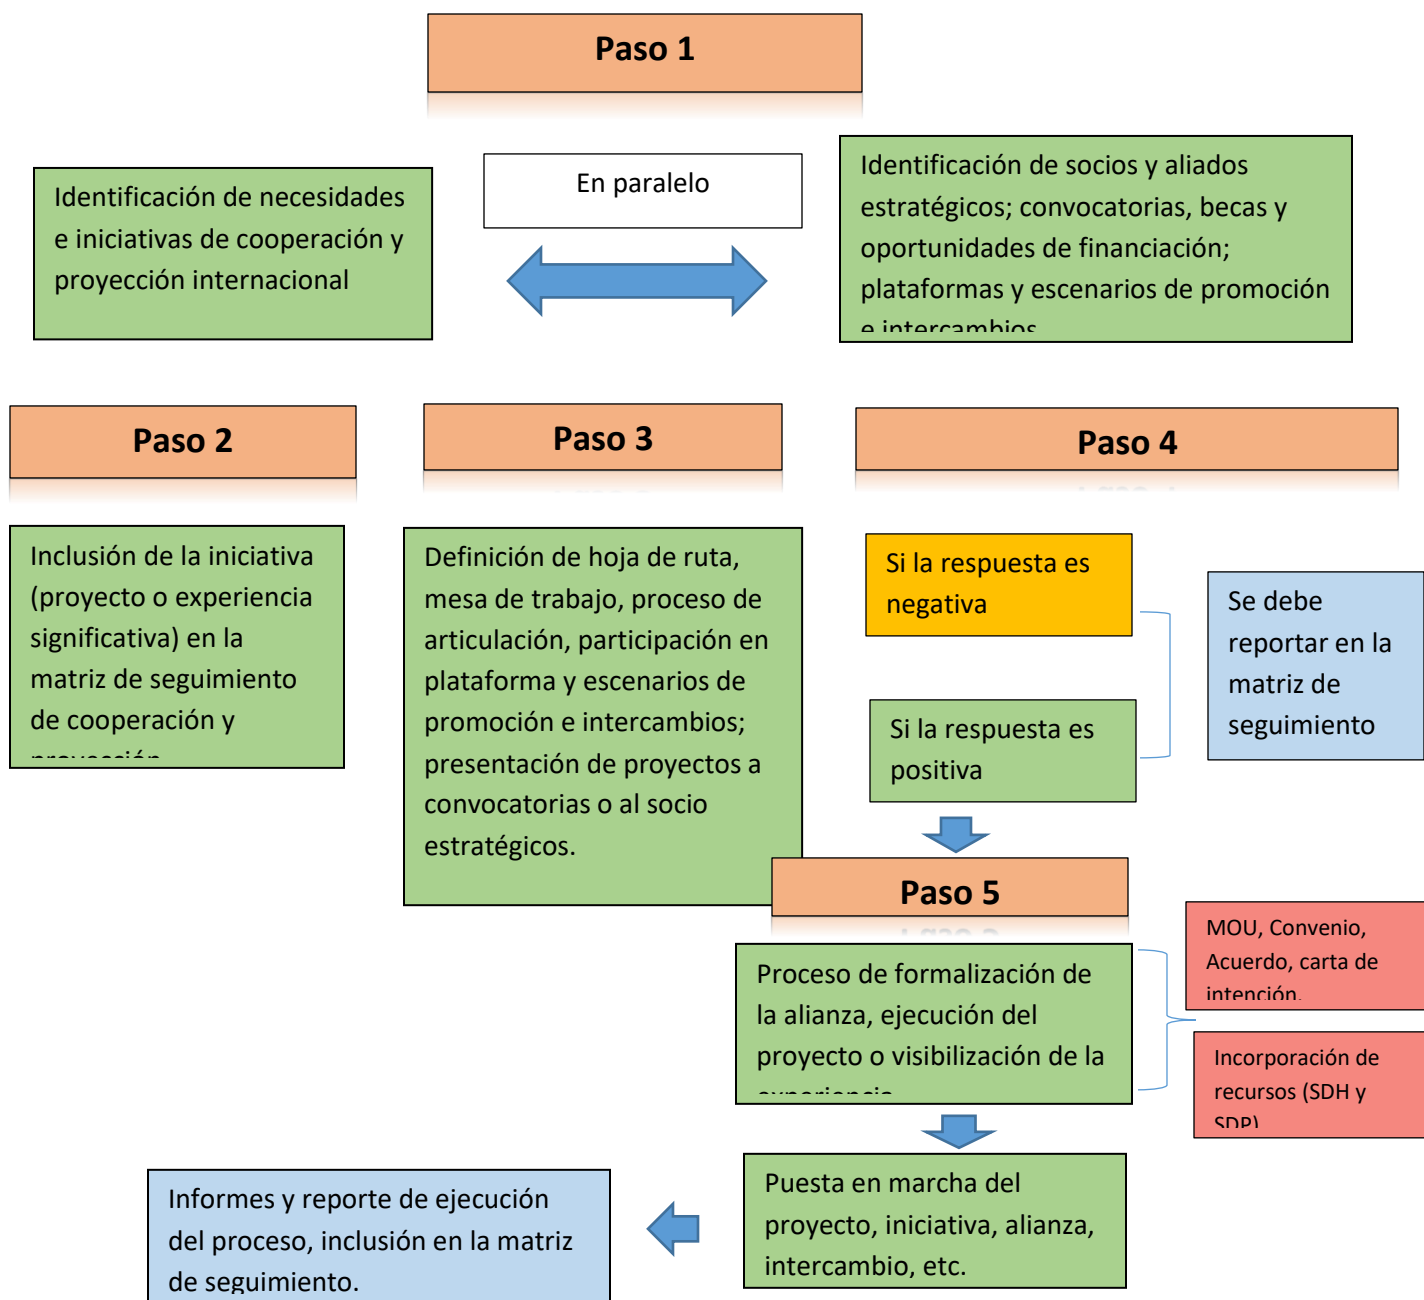 Paso 1
Identificación de necesidades
e iniciativas de cooperación y
proyección internacional
En paralelo
Identificación de socios y aliados
estratégicos; convocatorias, becas y
oportunidades de financiación;
plataformas y escenarios de promoción
e intercambios
Paso 2
Inclusión de la iniciativa
(proyecto o experiencia
significativa) en la
matriz de seguimiento
de cooperación y
proyección
Paso 3
Definición de hoja de ruta,
mesa de trabajo, proceso de
articulación, participación en
plataforma y escenarios de
promoción e intercambios;
presentación de proyectos a
convocatorias o al socio
estratégicos.
Paso 4
Si la respuesta es
negativa
Si la respuesta es
positiva
Se debe
reportar en la
matriz de
seguimiento
Paso 5
Proceso de formalización de
la alianza, ejecución del
proyecto o visibilización de la
experiencia
MOU, Convenio,
Acuerdo, carta de
intención.
Incorporación de
recursos (SDH y
SDP)
Puesta en marcha del
proyecto, iniciativa, alianza,
intercambio, etc.
Informes y reporte de ejecución
del proceso, inclusión en la matriz
de seguimiento.